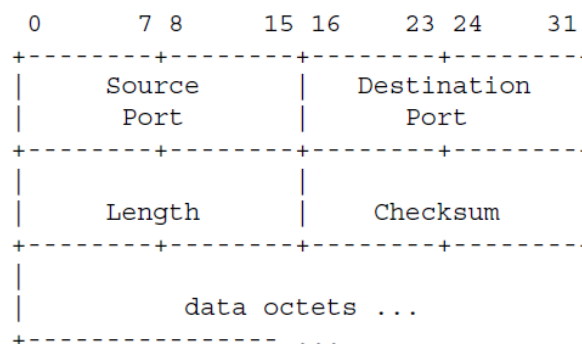 0 7 8 15 16 23 24 31
+--------+--------+--------+--------
| Source | Destination
| Port | Port
+--------+--------+--------+--------
| |
| Length | Checksum
+--------+--------+--------+--------
|
| data octets ...
+---------------- ...